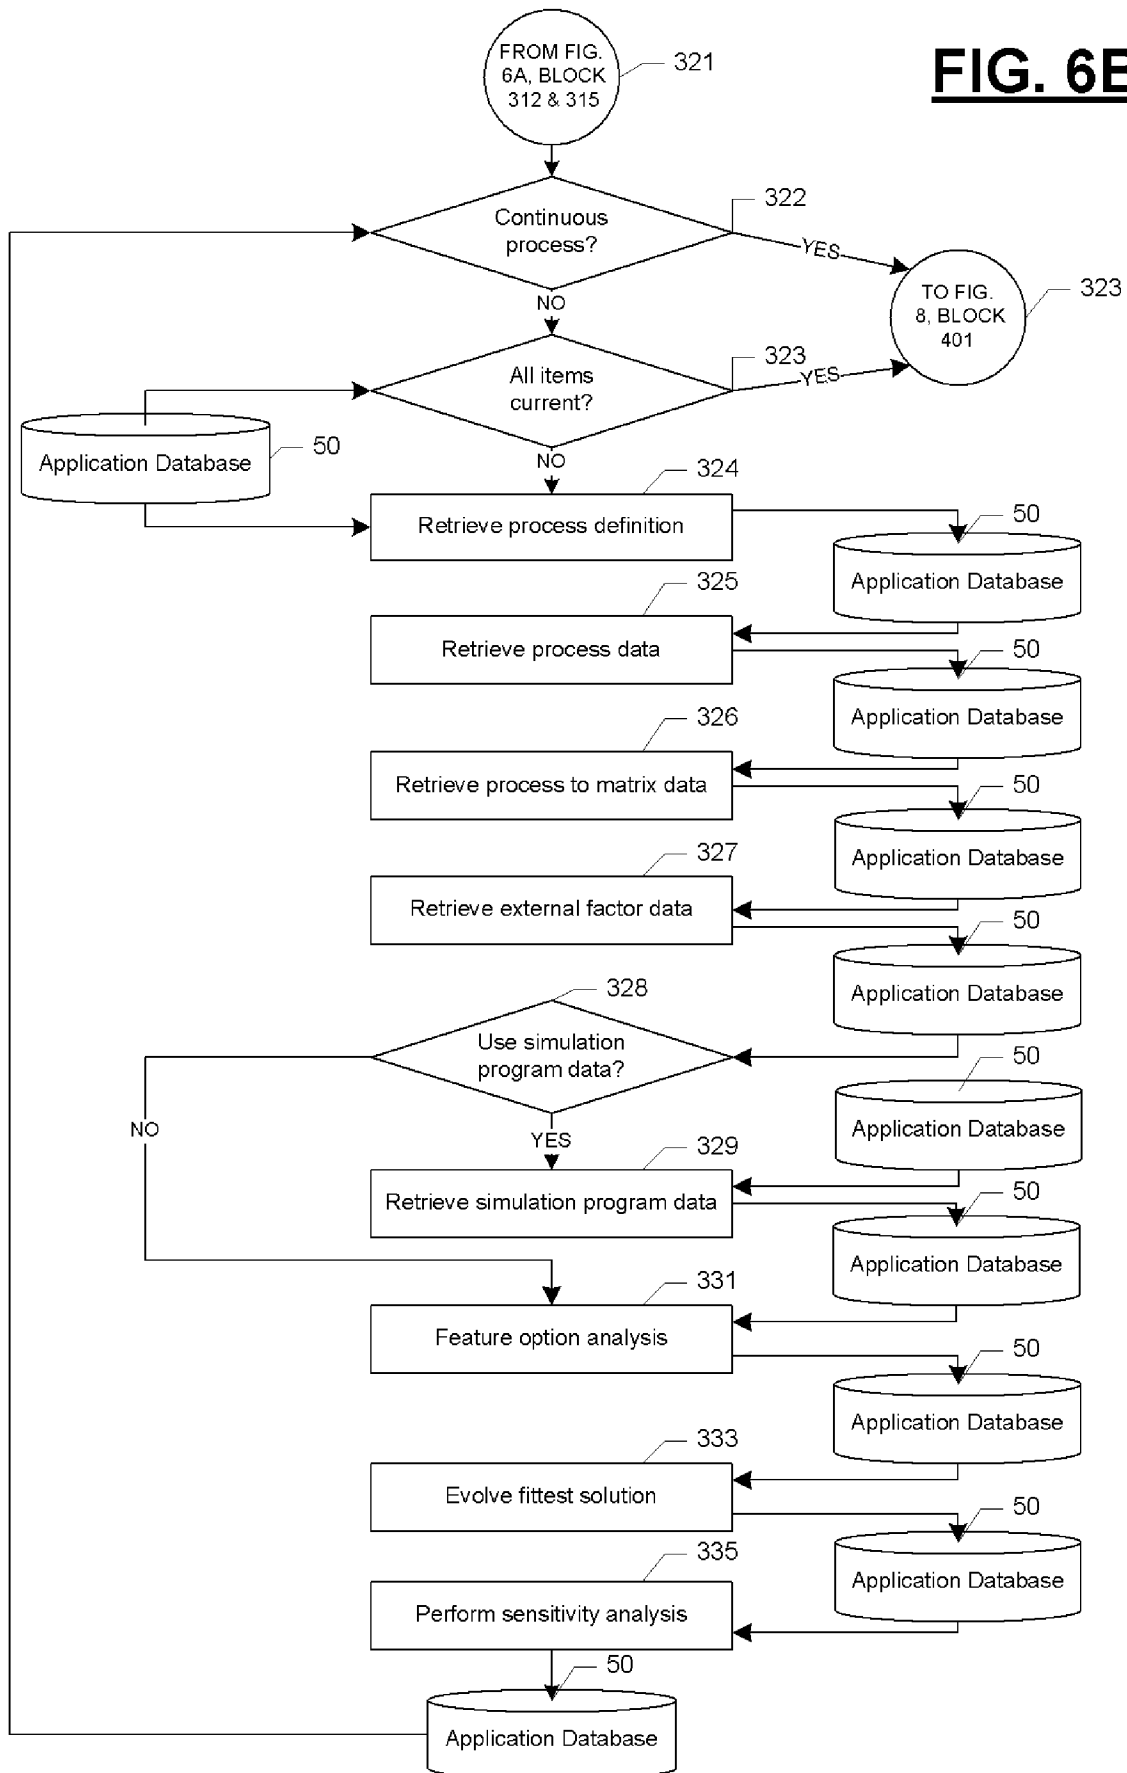 FROM FIG.
6A, BLOCK
312 & 315
321
FIG. 6B
Continuous
process?
322
YES
NO
TO FIG.
8, BLOCK
401
323
All items
current?
323
YES
NO
Application Database
50
Retrieve process definition
324
Application Database
50
Retrieve process data
325
Application Database
50
Retrieve process to matrix data
326
Application Database
50
Retrieve external factor data
327
Application Database
50
Use simulation
program data?
328
NO
YES
Application Database
50
Retrieve simulation program data
329
Application Database
50
Feature option analysis
331
Application Database
50
Evolve fittest solution
333
Application Database
50
Perform sensitivity analysis
335
Application Database
50